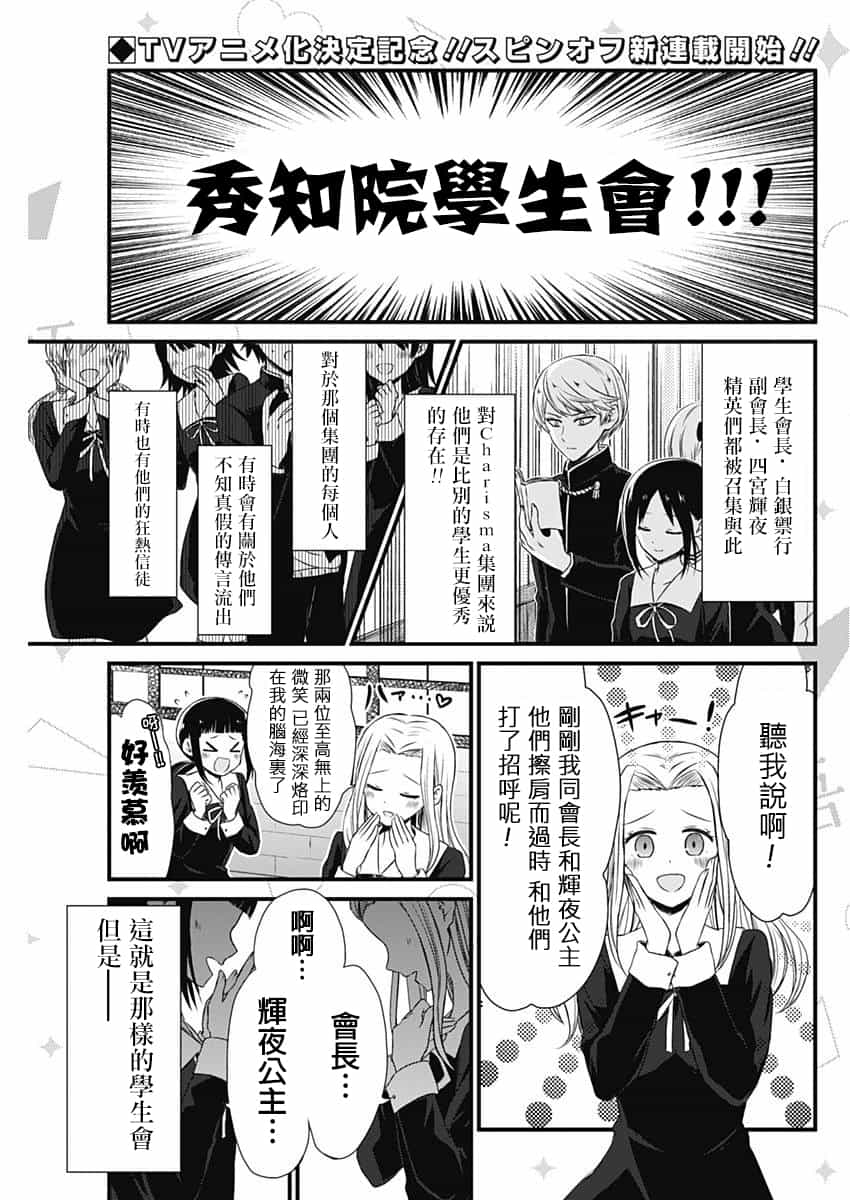 ◆TVアニメ化決定記念!!スピンオフ新連載開始!!
秀知院學生會!!!
學生會長・白銀禦行
副會長・四宮輝夜
精英們都被召集與此
對Charisma集團來說
他們是比別的學生更優秀
的存在!!
對於那個集團的每個人
有時會有關於他們
不知真假的傳言流出
有時也有他們的狂熱信徒
聽我說啊！
剛剛我同會長和輝夜公主
他們擦肩而過時 和他們
打了招呼呢！
キャー！
ハァ…♡
那兩位至高無上的
微笑 已經深深烙印
在我的腦海裏了
呀——!!
好羨慕啊
啊啊…
會長…
輝夜公主…
這就是那樣的學生會
但是——